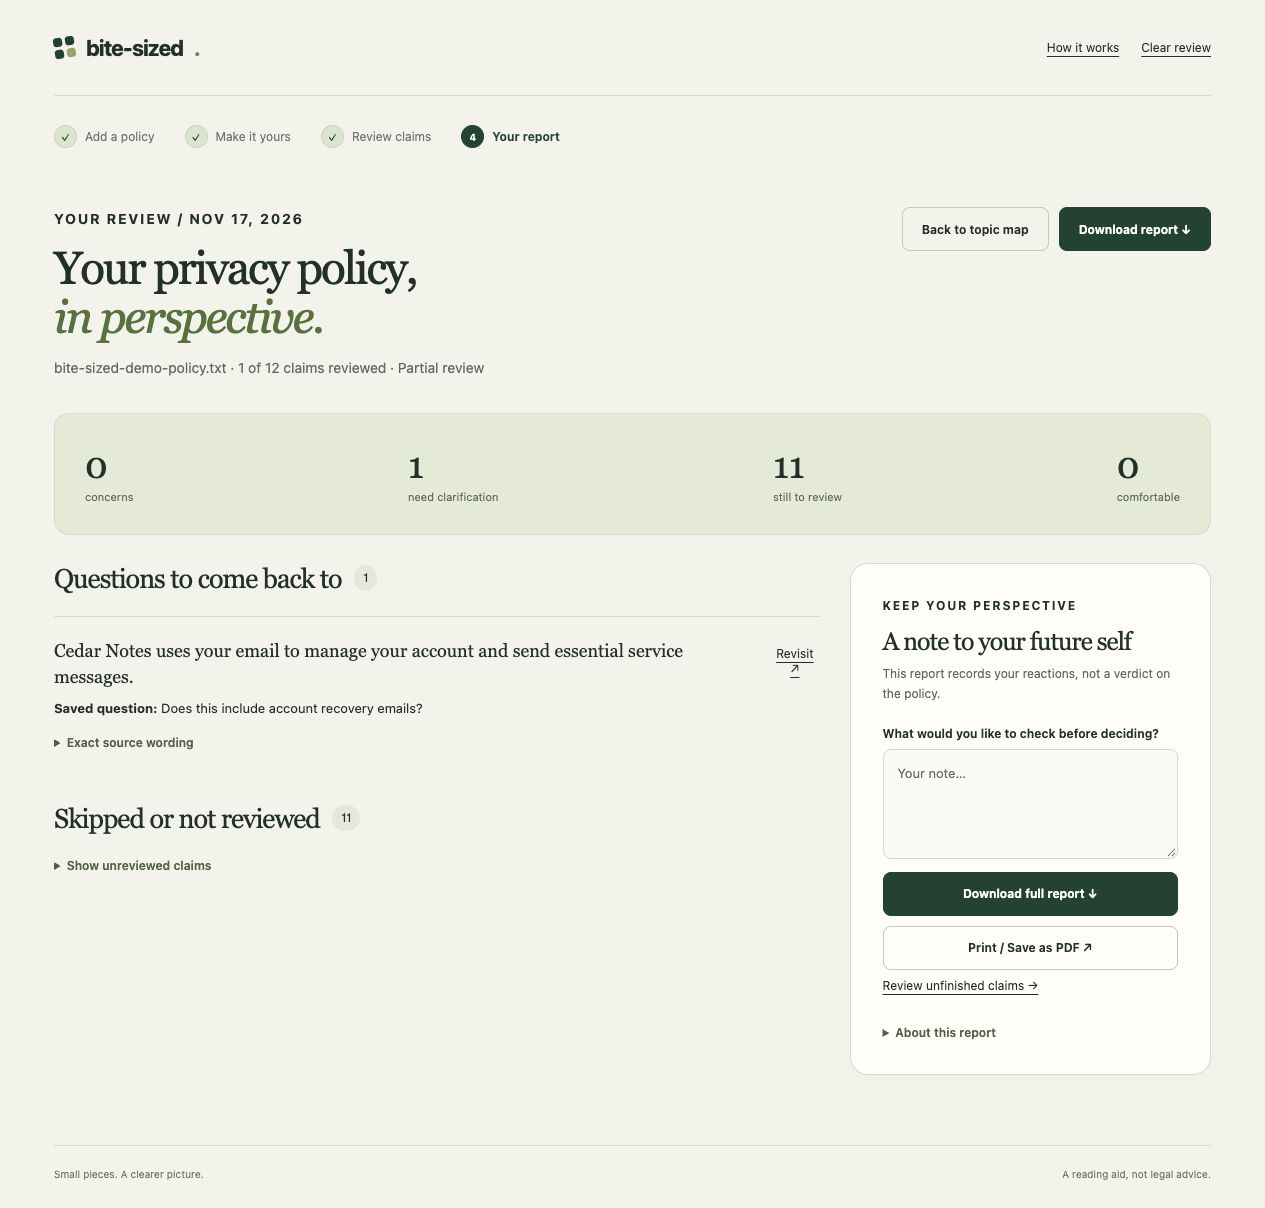 bite-sized .
How it works
Clear review
✓ Add a policy
✓ Make it yours
✓ Review claims
4 Your report
YOUR REVIEW / NOV 17, 2026
Back to topic map
Download report ↓
Your privacy policy,
in perspective.
bite-sized-demo-policy.txt · 1 of 12 claims reviewed · Partial review
0
concerns
1
need clarification
11
still to review
0
comfortable
Questions to come back to 1
Cedar Notes uses your email to manage your account and send essential service
messages.
Revisit
↗
Saved question: Does this include account recovery emails?
Exact source wording
Skipped or not reviewed 11
Show unreviewed claims
KEEP YOUR PERSPECTIVE
A note to your future self
This report records your reactions, not a verdict on
the policy.
What would you like to check before deciding?
Your note...
Download full report ↓
Print / Save as PDF ↗
Review unfinished claims →
About this report
Small pieces. A clearer picture.
A reading aid, not legal advice.